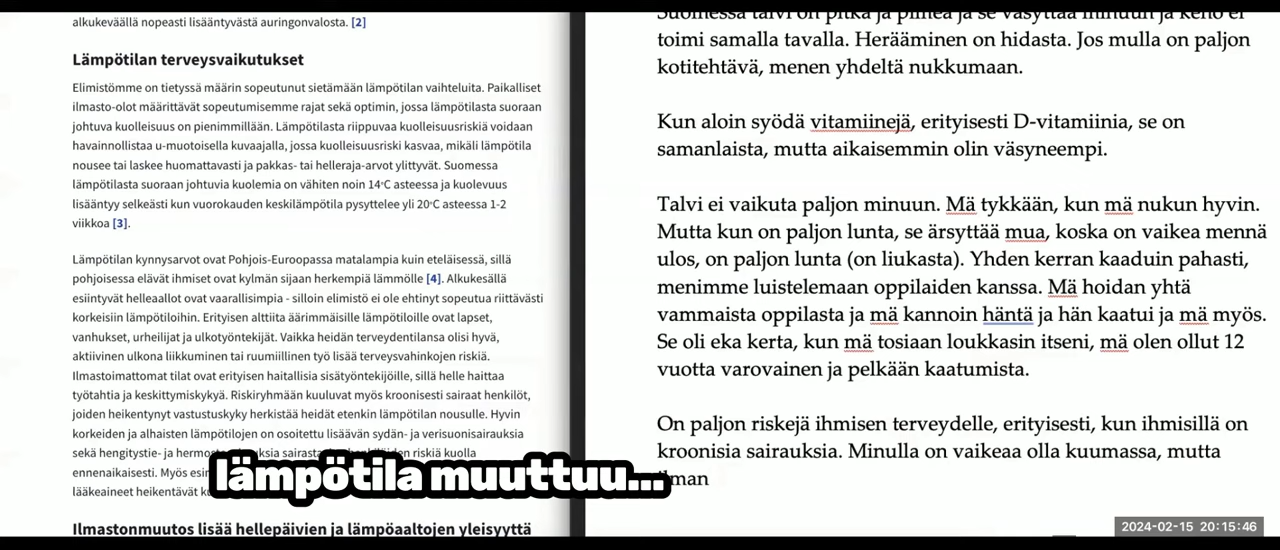 alkukeväällä nopeasti lisääntyvästä auringonvalosta. [2]
Lämpötilan terveysvaikutukset
Elimistömme on tietyssä määrin sopeutunut sietämään lämpötilan vaihteluita. Paikalliset
ilmasto-olot määrittävät sopeutumisemme rajat sekä optimin, jossa lämpötilasta suoraan
johtuva kuolleisuus on pienimmillään. Lämpötilasta riippuvaa kuolleisuusriskiä voidaan
havainnollistaa u-muotoisella kuvaajalla, jossa kuolleisuusriski kasvaa, mikäli lämpötila
nousee tai laskee huomattavasti ja pakkas- tai helleraja-arvot ylittyvät. Suomessa
lämpötilasta suoraan johtuvia kuolemia on vähiten noin 14°C asteessa ja kuolevuus
lisääntyy selkeästi kun vuorokauden keskilämpötila pysyttelee yli 20°C asteessa 1-2
viikkoa [3].
Lämpötilan kynnysarvot ovat Pohjois-Euroopassa matalampia kuin eteläisessä, sillä
pohjoisessa elävät ihmiset ovat kylmän sijaan herkempiä lämmölle [4]. Alkukesällä
esiintyvät helleaallot ovat vaarallisimpia - silloin elimistö ei ole ehtinyt sopeutua riittävästi
korkeisiin lämpötiloihin. Erityisen alttiita äärimmäisille lämpötiloille ovat lapset,
vanhukset, urheilijat ja ulkotyöntekijät. Vaikka heidän terveydentilansa olisi hyvä,
aktiivinen ulkona liikkuminen tai ruumiillinen työ lisää terveysvahinkojen riskiä.
Ilmastoimattomat tilat ovat erityisen haitallisia sisätyöntekijöille, sillä helle haittaa
työtahtia ja keskittymiskykyä. Riskiryhmään kuuluvat myös kroonisesti sairaat henkilöt,
joiden heikentynyt vastustuskyky herkistää heidät etenkin lämpötilan nousulle. Hyvin
korkeiden ja alhaisten lämpötilojen on osoitettu lisäävän sydän- ja verisuonisairauksia
sekä hengitystie- ja riskiä kuolla
ennenaikaisesti. Myös
lääkeaineet heikentävät
Ilmastonmuutos lisää hellepäivien ja lämpöaaltojen yleisyyttä
Suomessa talvi on pitkä ja pimeä ja se väsyttää minuun ja keho ei
toimi samalla tavalla. Herääminen on hidasta. Jos mulla on paljon
kotitehtävä, menen yhdeltä nukkumaan.
Kun aloin syödä vitamiinejä, erityisesti D-vitamiinia, se on
samanlaista, mutta aikaisemmin olin väsyneempi.
Talvi ei vaikuta paljon minuun. Mä tykkään, kun mä nukun hyvin.
Mutta kun on paljon lunta, se ärsyttää mua, koska on vaikea mennä
ulos, on paljon lunta (on liukasta). Yhden kerran kaaduin pahasti,
menimme luistelemaan oppilaiden kanssa. Mä hoidan yhtä
vammaista oppilasta ja mä kannoin häntä ja hän kaatui ja mä myös.
Se oli eka kerta, kun mä tosiaan loukkasin itseni, mä olen ollut 12
vuotta varovainen ja pelkään kaatumista.
On paljon riskejä ihmisen terveydelle, erityisesti, kun ihmisillä on
kroonisia sairauksia. Minulla on vaikeaa olla kuumassa, mutta
ilman
lämpötila muuttuu...
2024-02-15 20:15:46